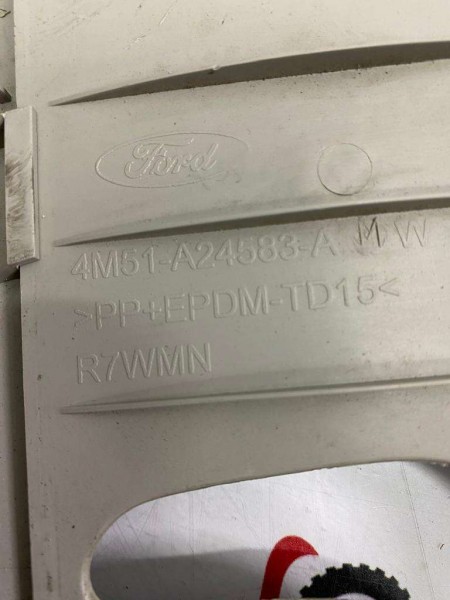 Ford
4M51-A24583-A MW
>PP+EPDM-TD15<
R7WMN